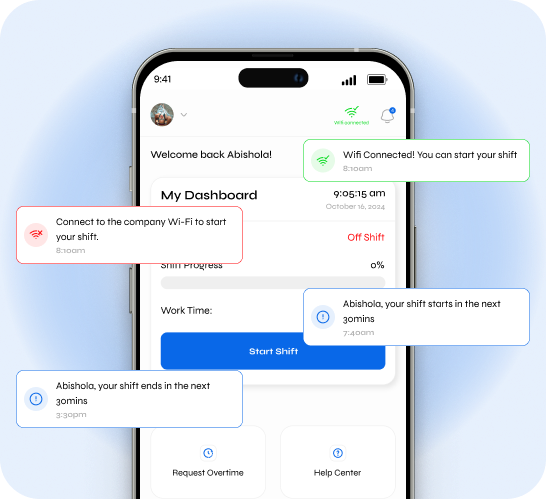 9:41
Wifi connected
Welcome back Abishola!
Wifi Connected! You can start your shift
8:10am
My Dashboard
9:05:15 am
October 16, 2024
Connect to the company Wi-Fi to start
your shift.
8:10am
Off Shift
Shift Progress
0%
Abishola, your shift starts in the next
30mins
7:40am
Work Time:
Start Shift
Abishola, your shift ends in the next
30mins
3:30pm
Request Overtime
Help Center